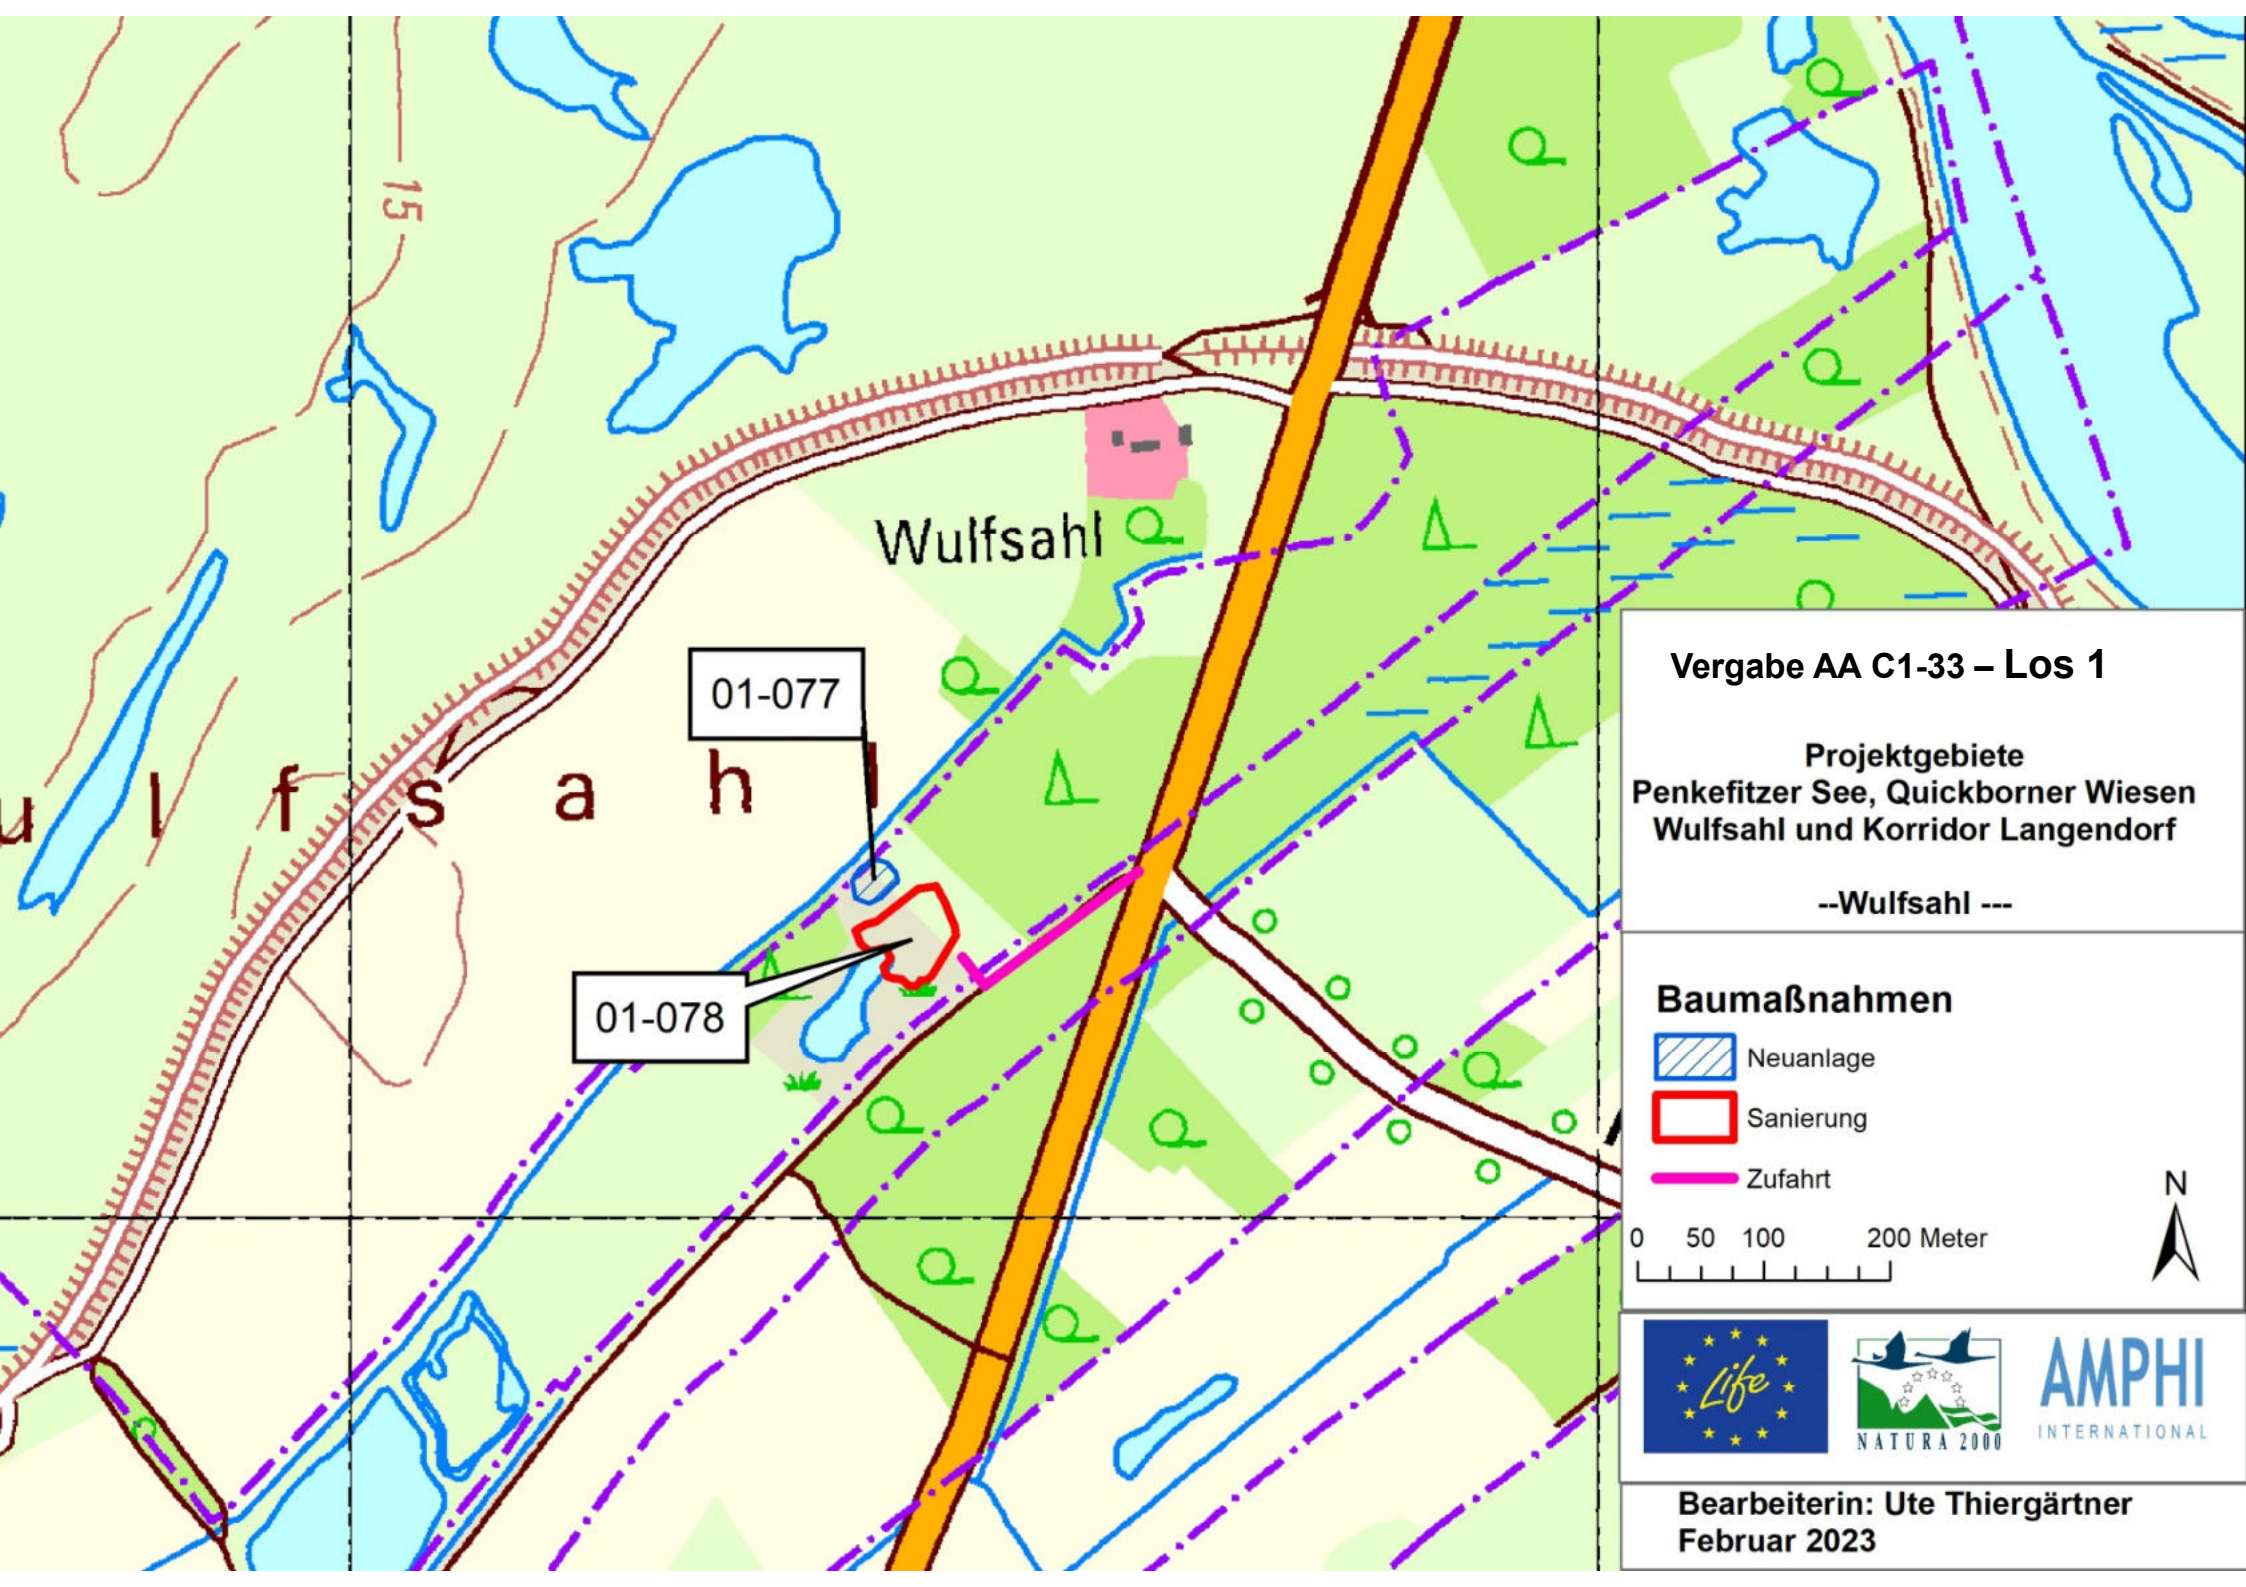 15
Wulfsahl
01-077
u l f s a h l
01-078
Vergabe AA C1-33 – Los 1
Projektgebiete
Penkefitzer See, Quickborner Wiesen
Wulfsahl und Korridor Langendorf
--Wulfsahl ---
Baumaßnahmen
Neuanlage
Sanierung
Zufahrt
N
0 50 100 200 Meter
Life
NATURA 2000
AMPHI
INTERNATIONAL
Bearbeiterin: Ute Thiergärtner
Februar 2023